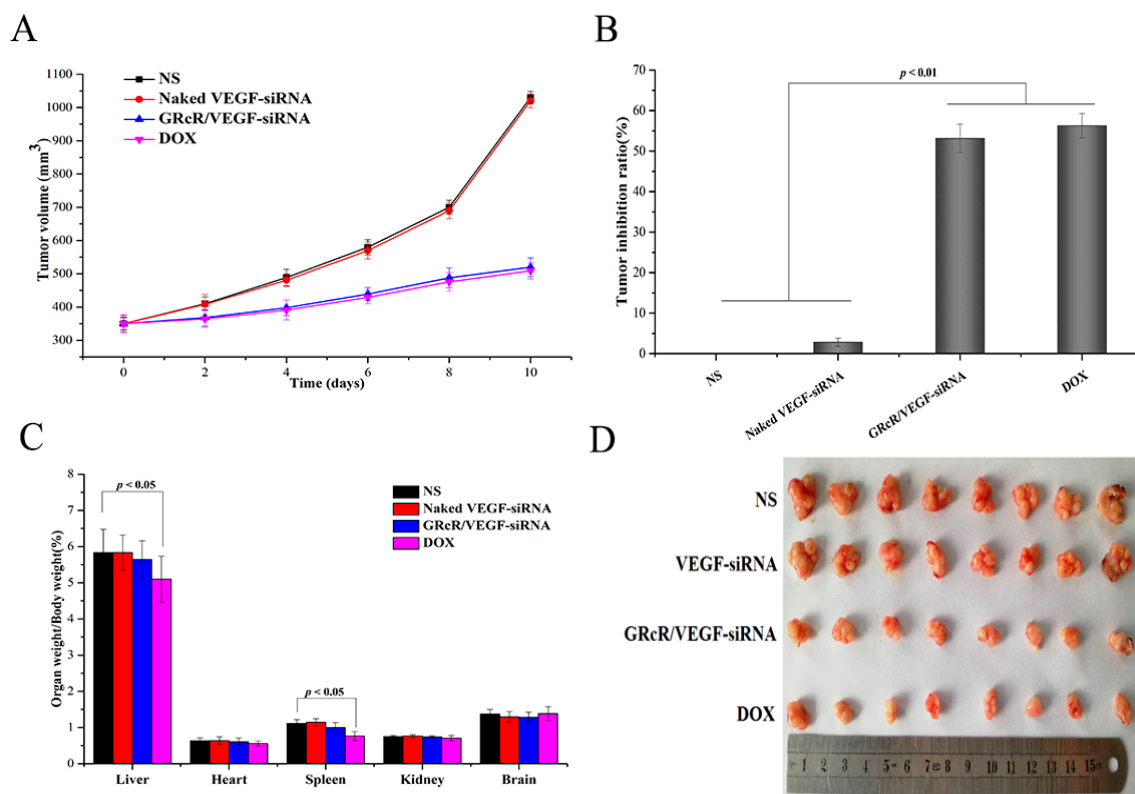 A
NS
Naked VEGF-siRNA
GRcR/VEGF-siRNA
DOX
Tumor volume (mm3)
1100
1000
900
800
700
600
500
400
300
0 2 4 6 8 10
Time (days)
B
p < 0.01
Tumor inhibition ratio(%)
70
60
50
40
30
20
10
0
NS
Naked VEGF-siRNA
GRcR/VEGF-siRNA
DOX
C
p < 0.05
NS
Naked VEGF-siRNA
GRcR/VEGF-siRNA
DOX
p < 0.05
Organ weight/Body weight(%)
8
7
6
5
4
3
2
1
0
Liver Heart Spleen Kidney Brain
D
NS
VEGF-siRNA
GRcR/VEGF-siRNA
DOX
1 2 3 4 5 6 7 8 9 10 11 12 13 14 15